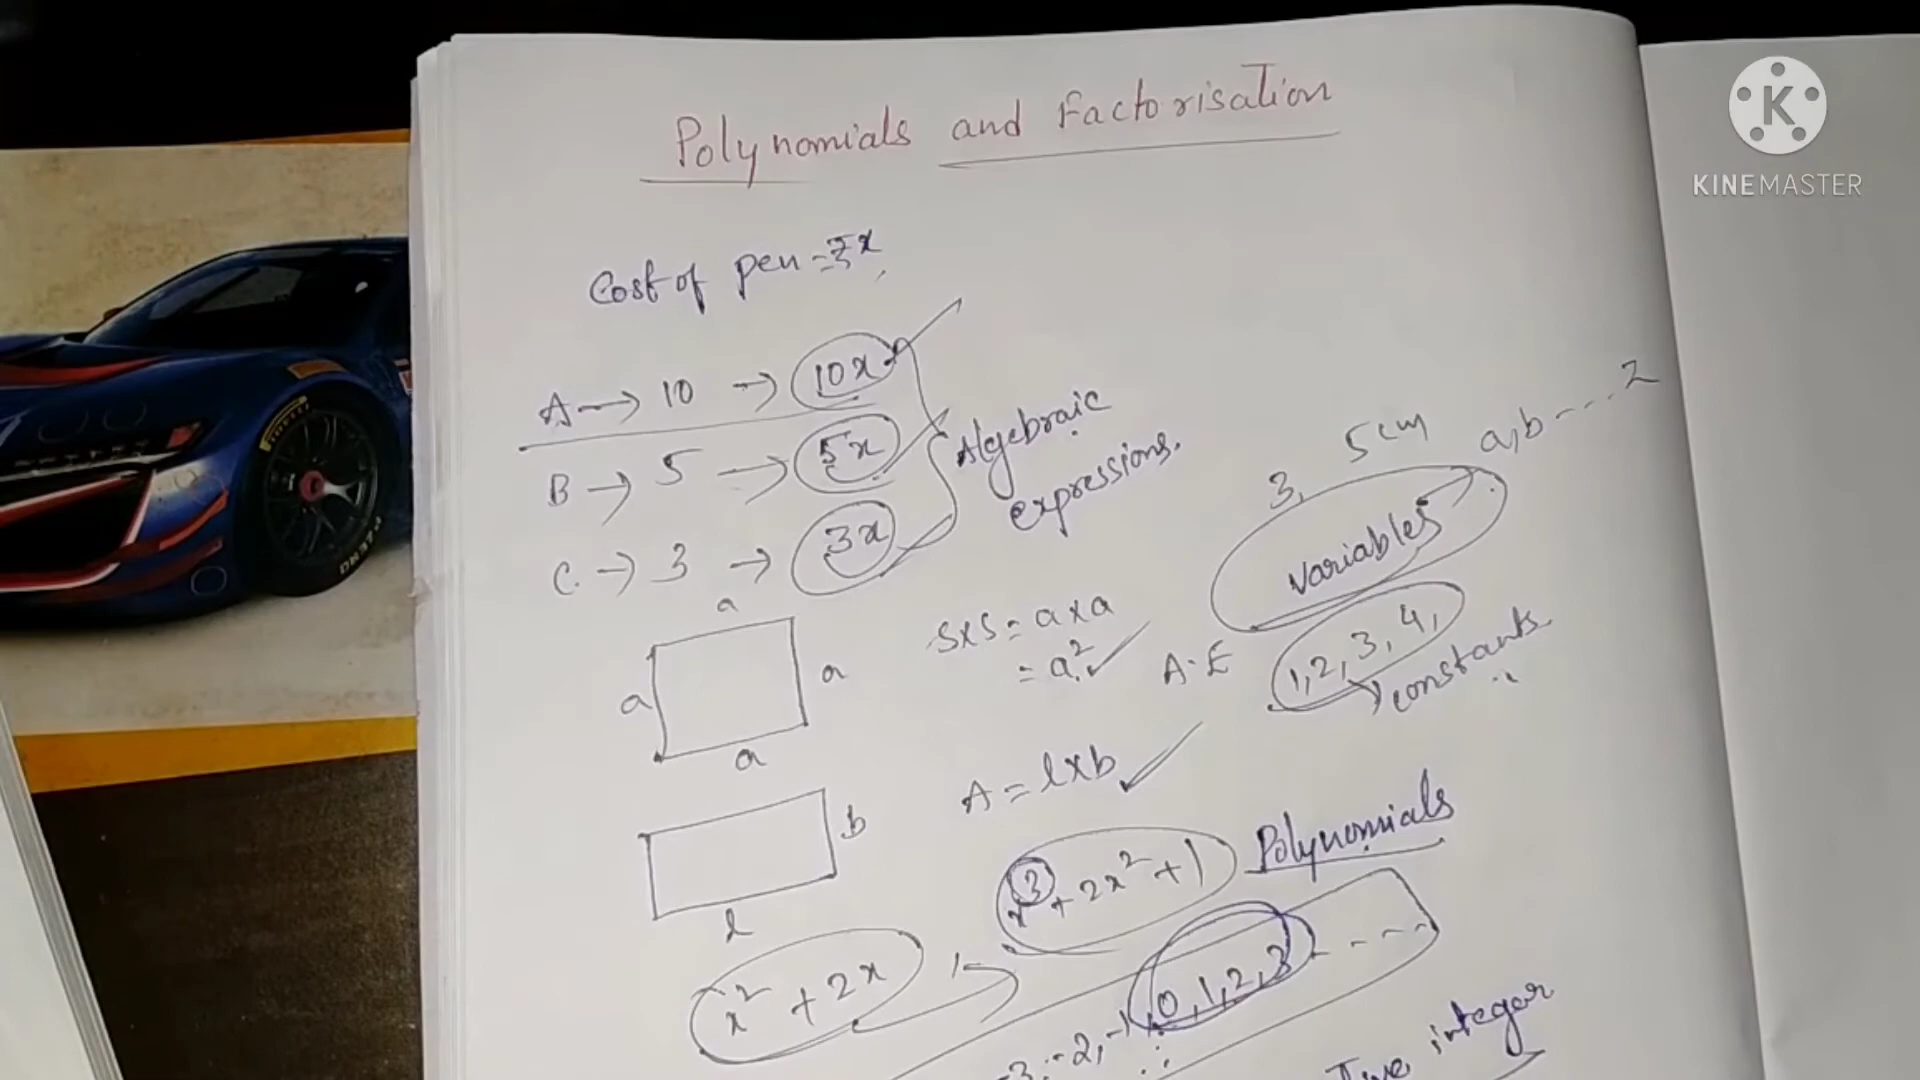 Polynomials and Factorisation
KINEMASTER
Cost of pen = ₹x
A → 10 → 10x
B → 5 → 5x
C → 3 → 3x
Algebraic
expressions.
3, 5cm a,b----z
variables
1,2,3,4,
constants
a
a
a
a
S×S = a×a
= a²
A.E
A = l×b
b
l
x³ + 2x² + 1
Polynomials
x² + 2x
-3, -2, -1, 0, 1, 2, 3 ----
+ive integer